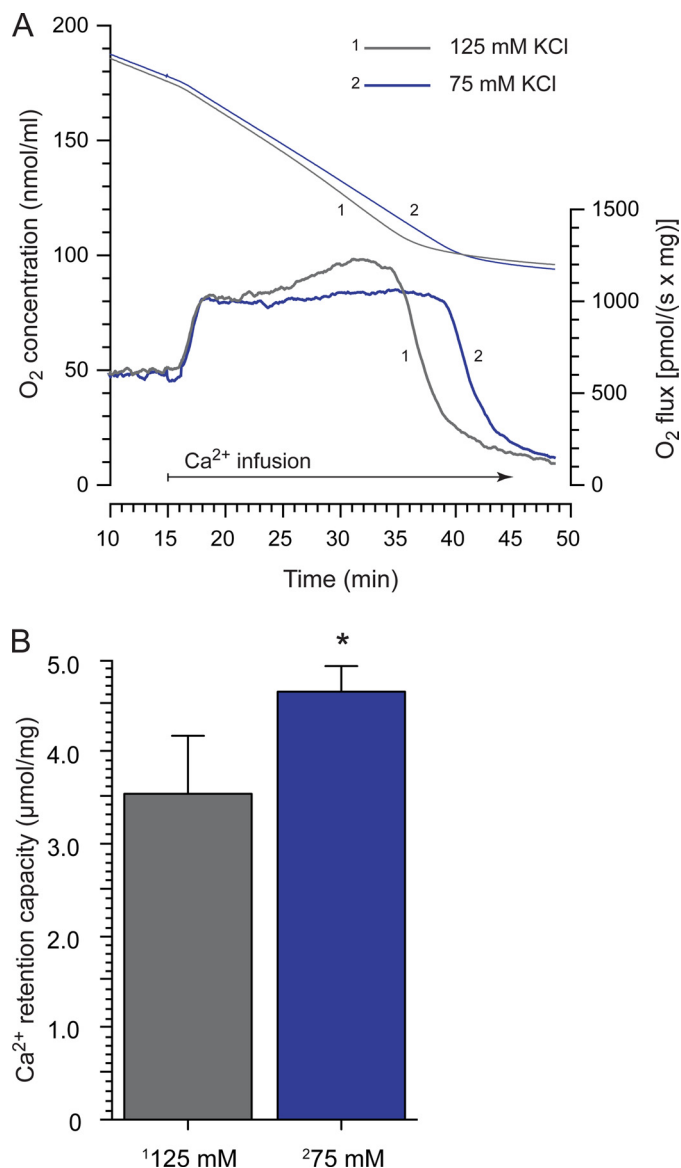 A
200
150
100
50
0
O2 concentration (nmol/ml)
1 125 mM KCl
2 75 mM KCl
1 2
1 2
1500
1000
500
0
O2 flux [pmol/(s x mg)]
Ca2+ infusion
10 15 20 25 30 35 40 45 50
Time (min)
B
*
5.0
4.0
3.0
2.0
1.0
0
Ca2+ retention capacity (µmol/mg)
1125 mM 275 mM